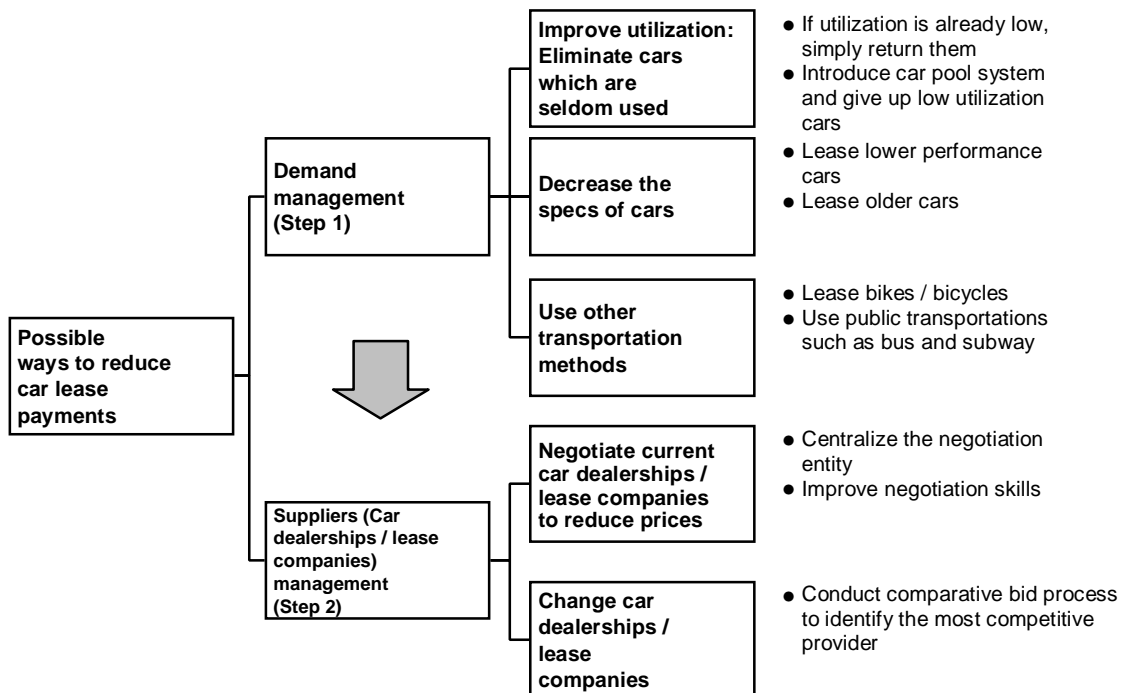 Possible
ways to reduce
car lease
payments
Demand
management
(Step 1)
Suppliers (Car
dealerships / lease
companies)
management
(Step 2)
Improve utilization:
Eliminate cars
which are
seldom used
● If utilization is already low,
simply return them
● Introduce car pool system
and give up low utilization
cars
Decrease the
specs of cars
● Lease lower performance
cars
● Lease older cars
Use other
transportation
methods
● Lease bikes / bicycles
● Use public transportations
such as bus and subway
Negotiate current
car dealerships /
lease companies
to reduce prices
● Centralize the negotiation
entity
● Improve negotiation skills
Change car
dealerships /
lease
companies
● Conduct comparative bid process
to identify the most competitive
provider